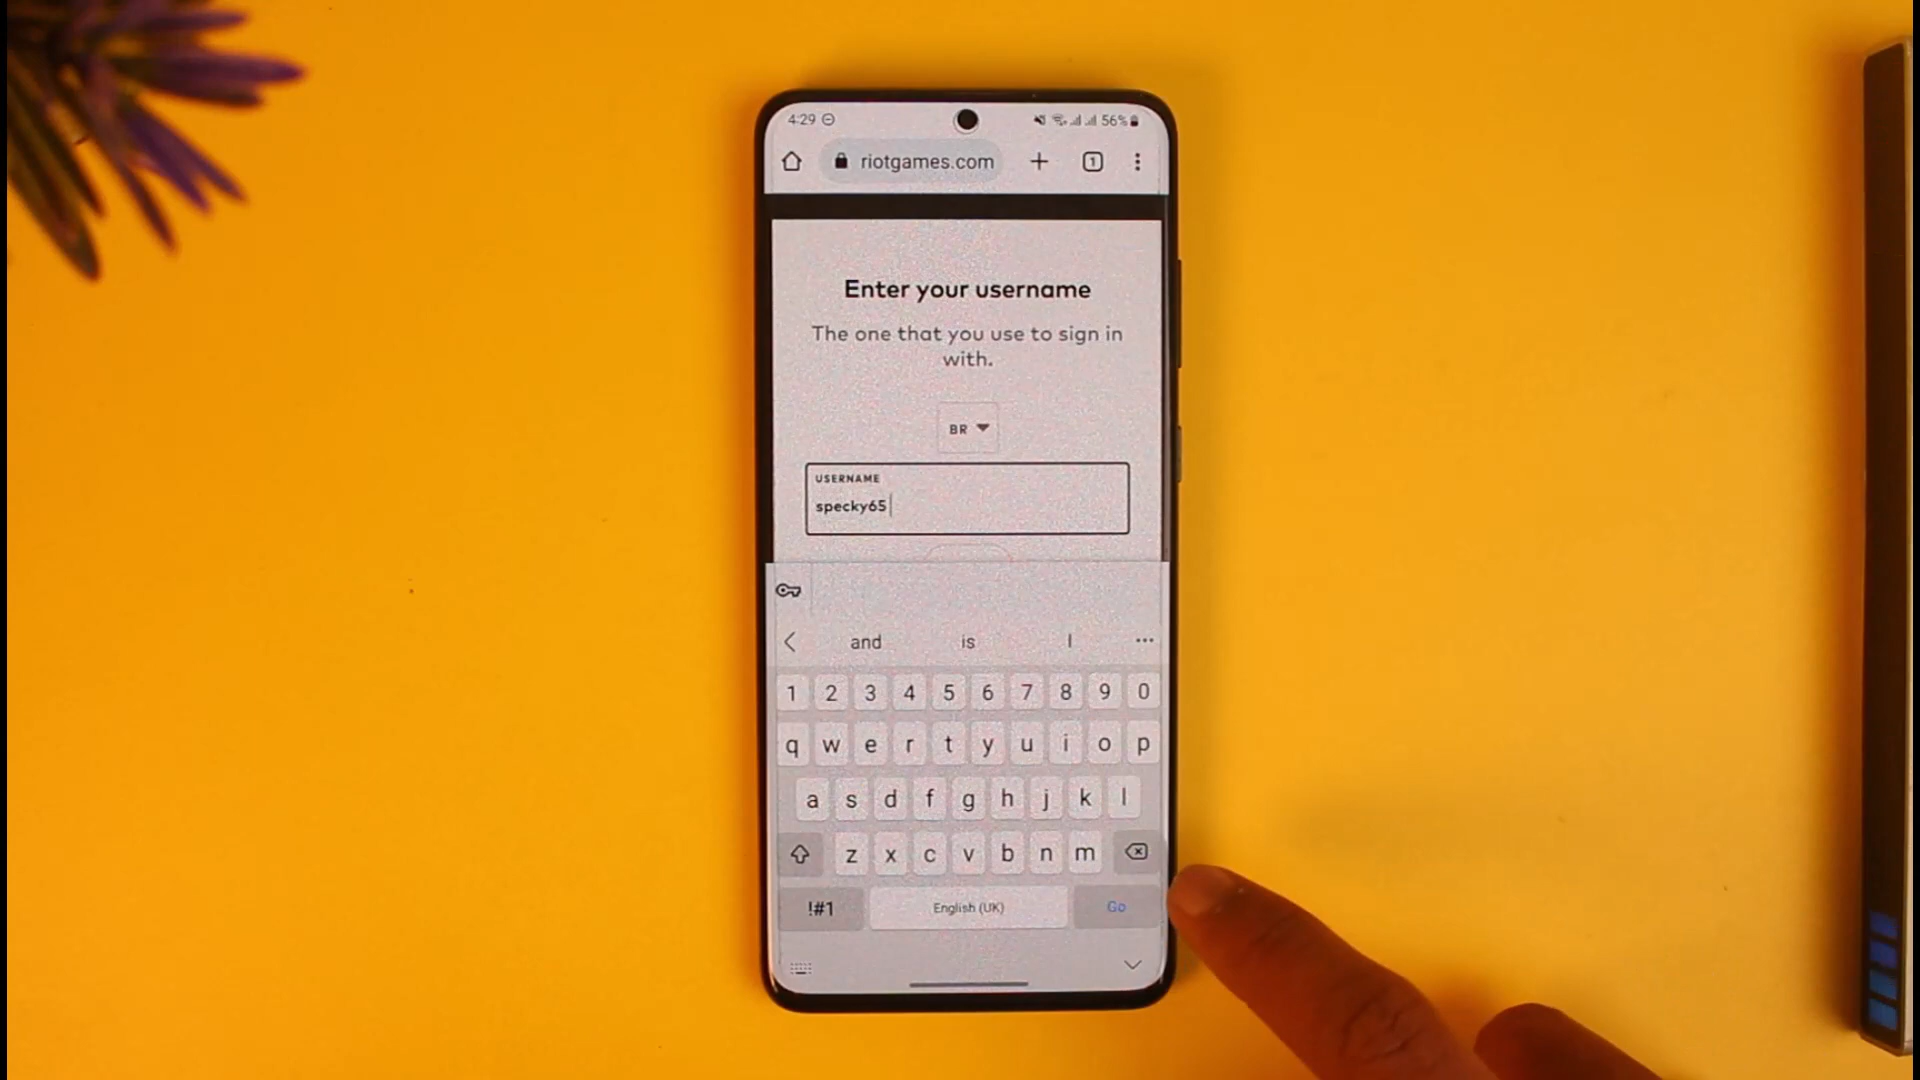 4:29 56%
riotgames.com 1
Enter your username
The one that you use to sign in
with.
BR
USERNAME
specky65
and is I
1 2 3 4 5 6 7 8 9 0
q w e r t y u i o p
a s d f g h j k l
z x c v b n m
!#1 English (UK) Go